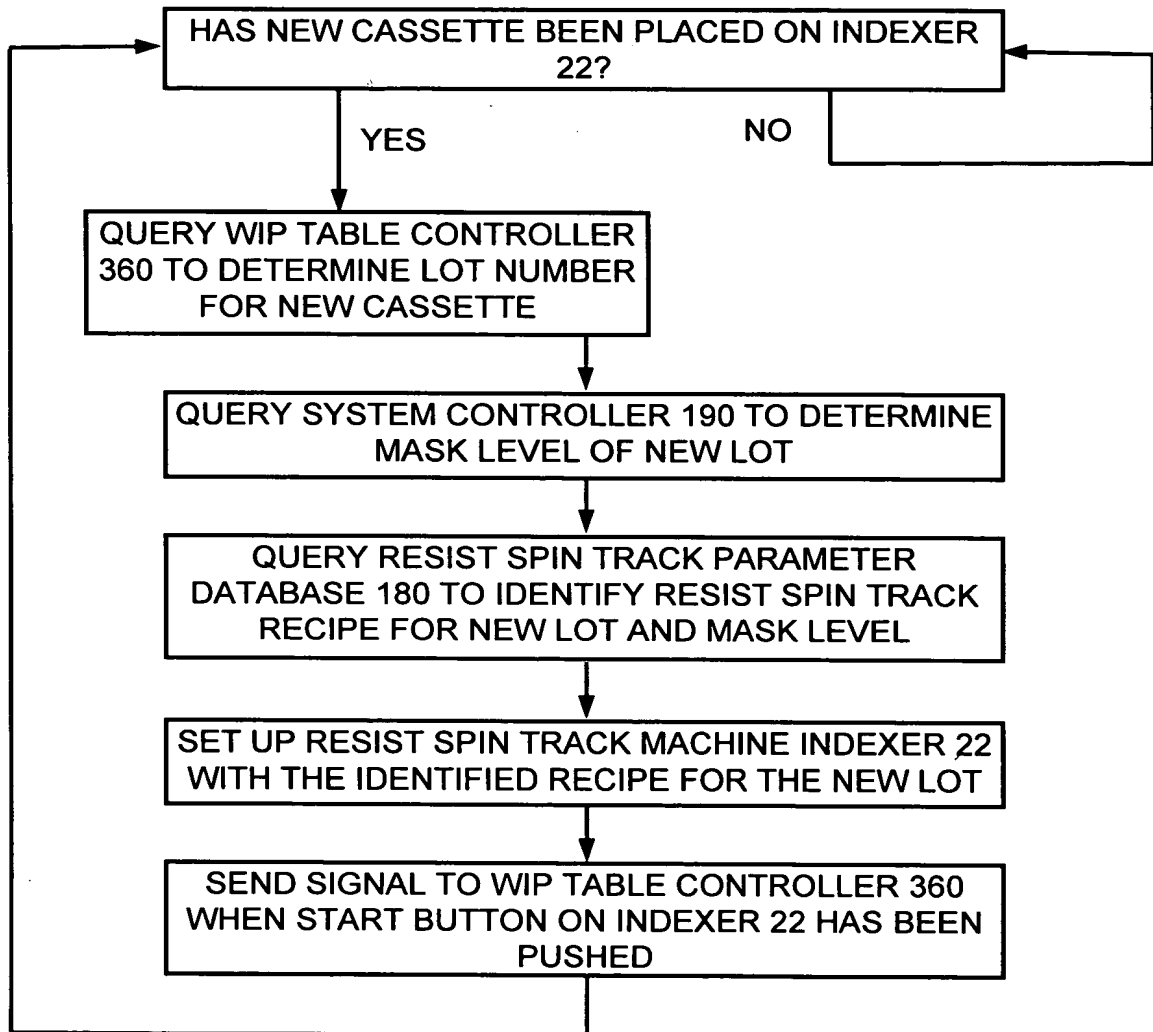 HAS NEW CASSETTE BEEN PLACED ON INDEXER
22?
YES
NO
QUERY WIP TABLE CONTROLLER
360 TO DETERMINE LOT NUMBER
FOR NEW CASSETTE
QUERY SYSTEM CONTROLLER 190 TO DETERMINE
MASK LEVEL OF NEW LOT
QUERY RESIST SPIN TRACK PARAMETER
DATABASE 180 TO IDENTIFY RESIST SPIN TRACK
RECIPE FOR NEW LOT AND MASK LEVEL
SET UP RESIST SPIN TRACK MACHINE INDEXER 22
WITH THE IDENTIFIED RECIPE FOR THE NEW LOT
SEND SIGNAL TO WIP TABLE CONTROLLER 360
WHEN START BUTTON ON INDEXER 22 HAS BEEN
PUSHED